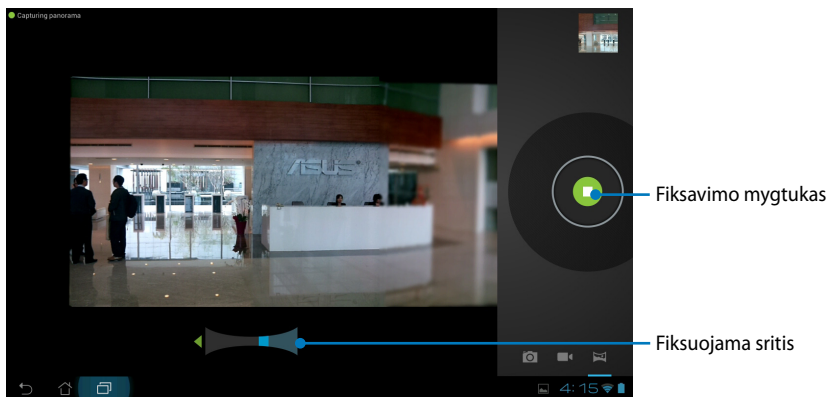 Capturing panorama
ASUS
Fiksavimo mygtukas
Fiksuojama sritis
4:15